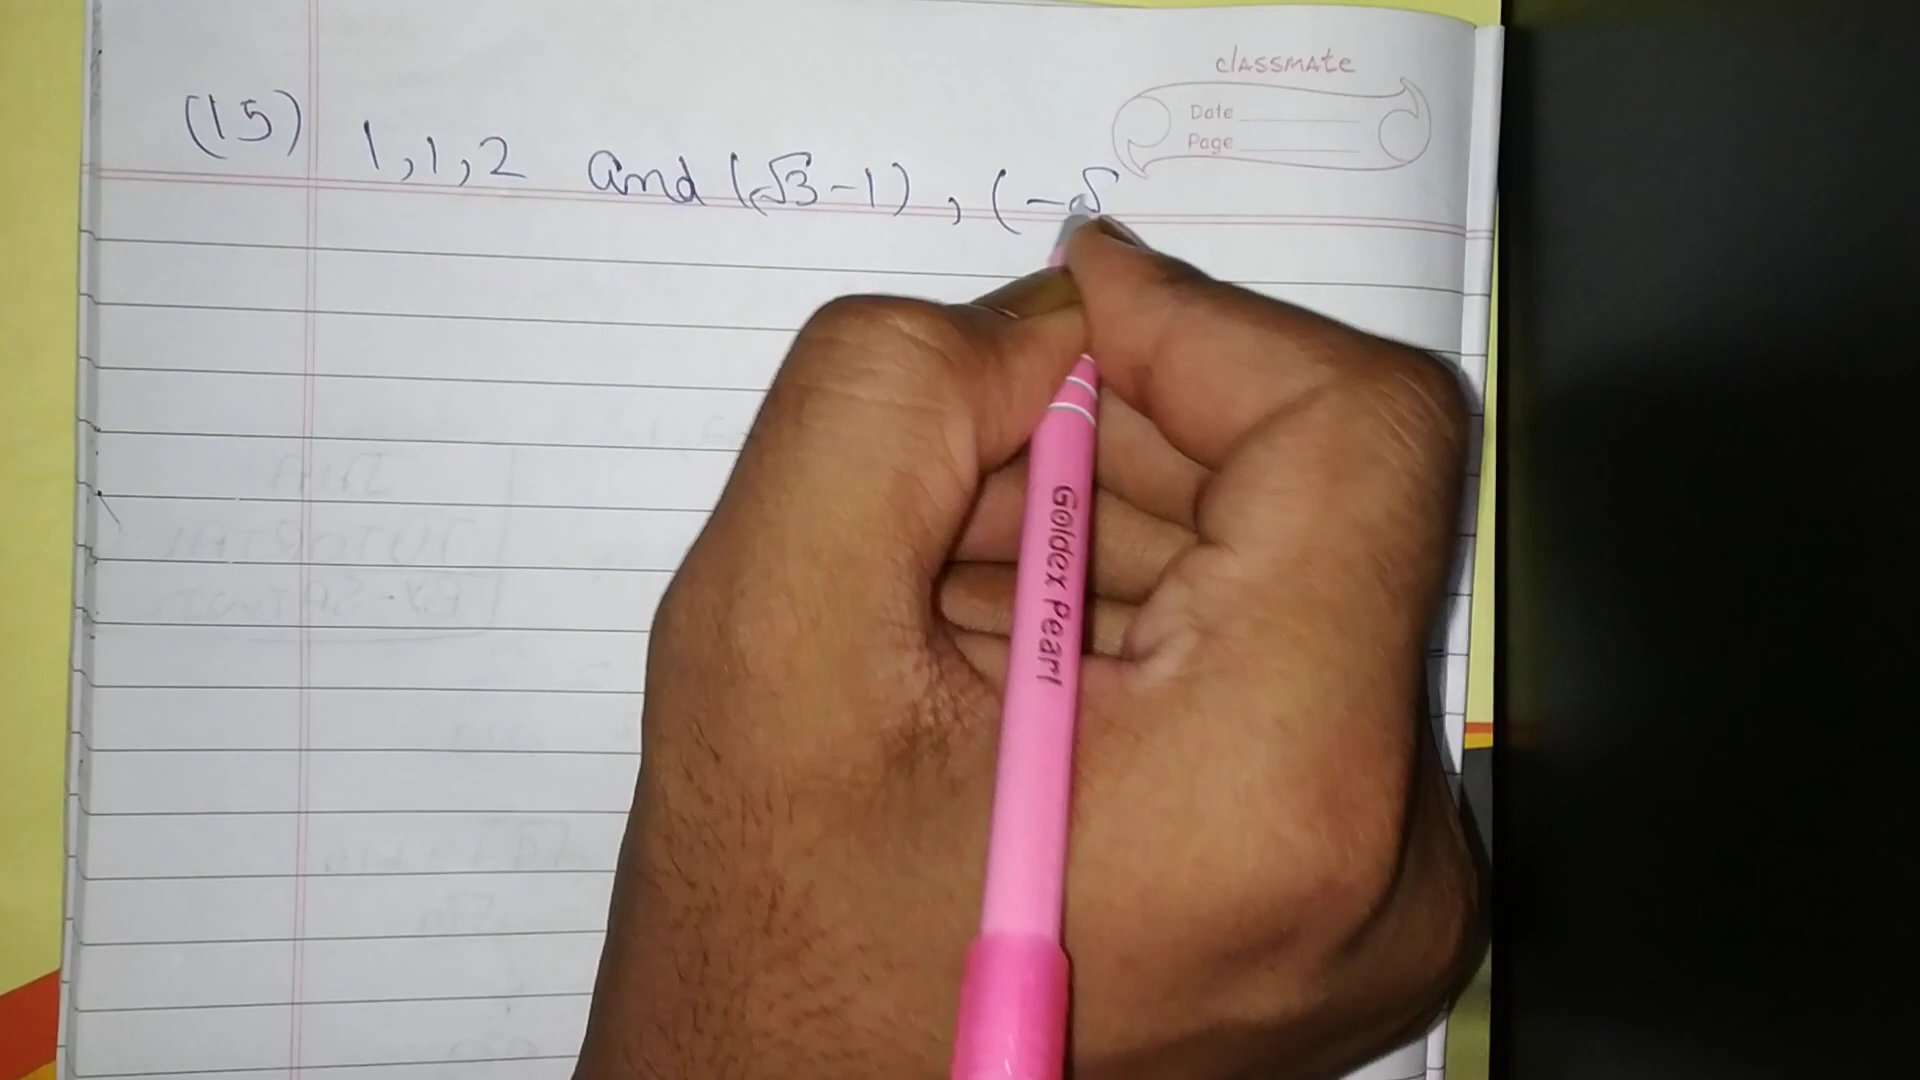 classmate
Date
Page
(15) 1,1,2 and (√3-1), (-√
Goldex Pearl